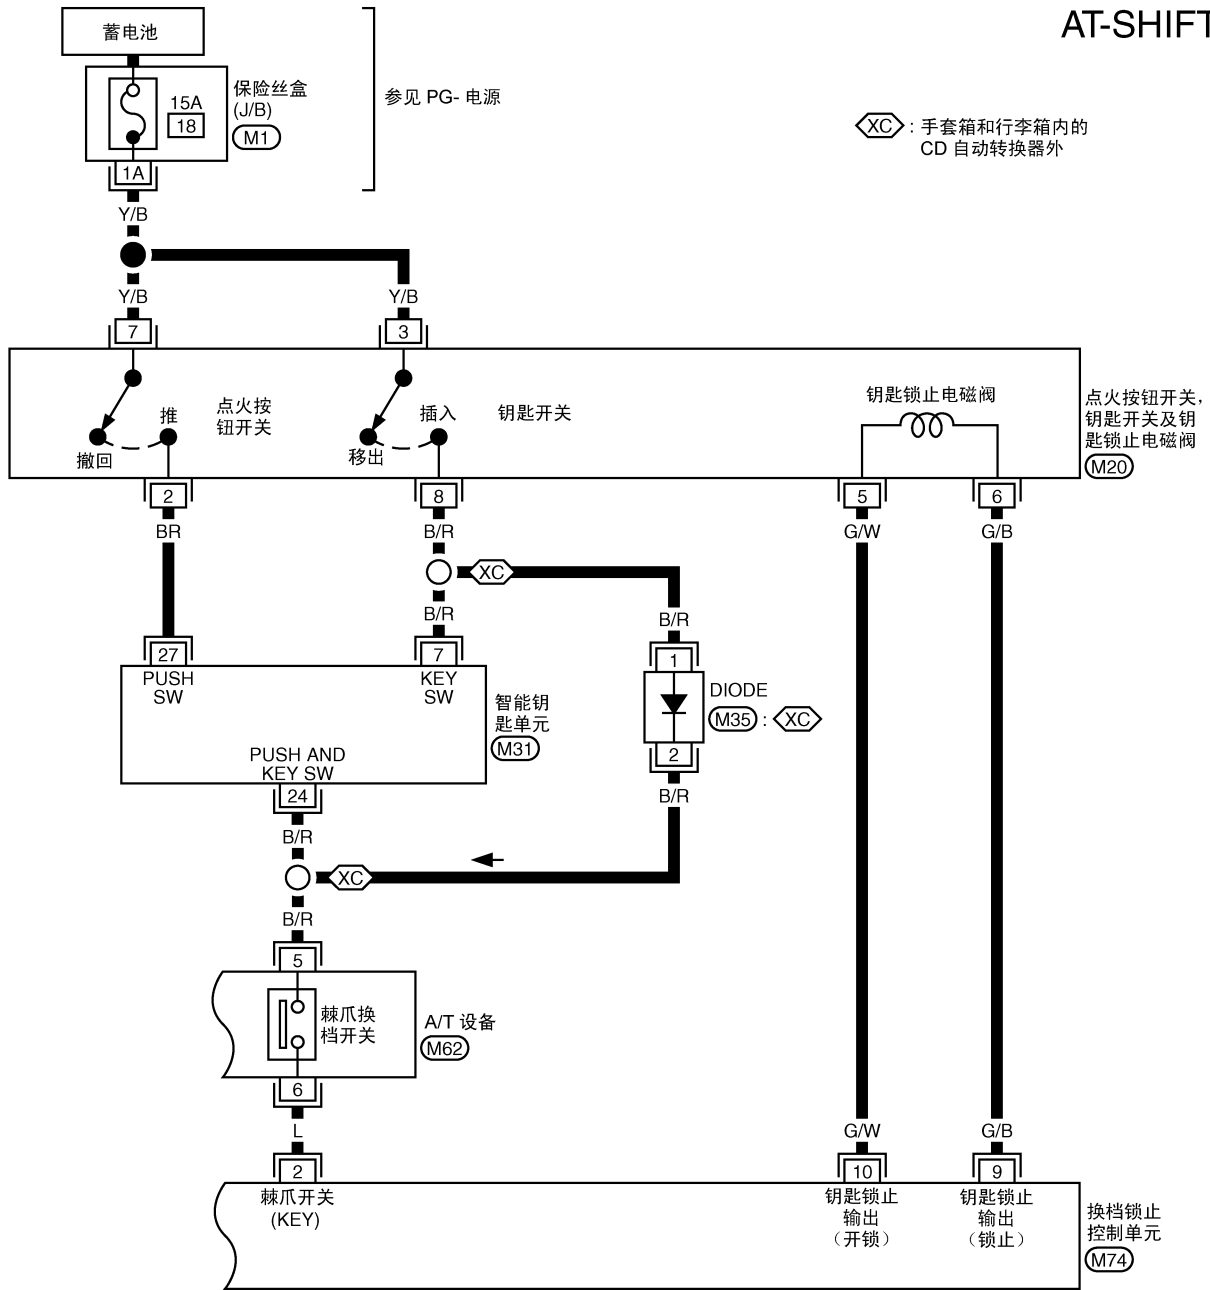 AT-SHIFT
蓄电池
15A
18
保险丝盒
(J/B)
M1
参见 PG- 电源
XC : 手套箱和行李箱内的
CD 自动转换器外
1A
Y/B
Y/B
Y/B
7
3
点火按
钮开关
推
撤回
插入
移出
钥匙开关
钥匙锁止电磁阀
点火按钮开关,
钥匙开关及钥
匙锁止电磁阀
M20
2
8
5
6
BR
B/R
G/W
G/B
XC
B/R
B/R
27
7
1
PUSH
SW
KEY
SW
智能钥
匙单元
M31
DIODE
M35 : XC
PUSH AND
KEY SW
2
24
B/R
B/R
XC
B/R
5
棘爪换
档开关
A/T 设备
M62
6
L
G/W
G/B
2
10
9
棘爪开关
(KEY)
钥匙锁止
输出
（开锁）
钥匙锁止
输出
（锁止）
换档锁止
控制单元
M74